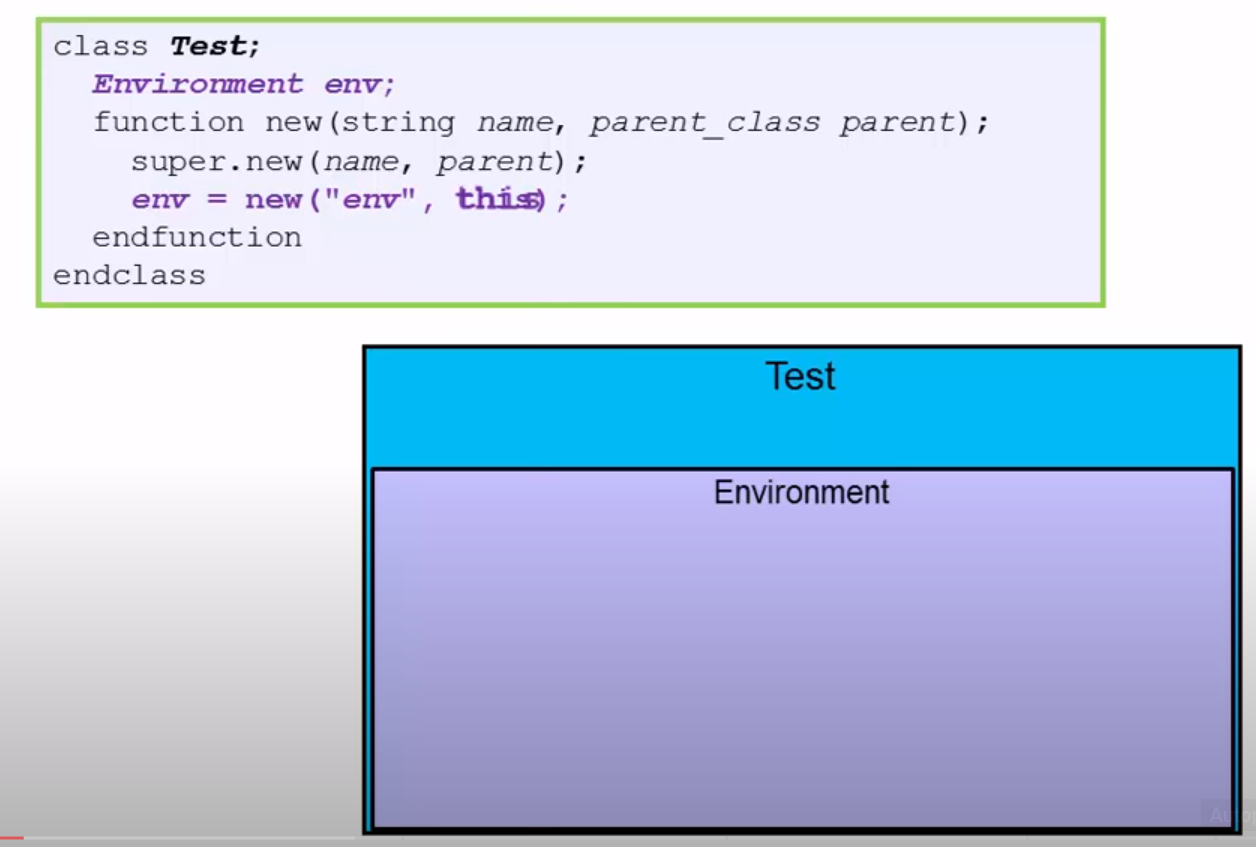 class Test;
Environment env;
function new(string name, parent_class parent);
super.new(name, parent);
env = new("env", this);
endfunction
endclass
Test
Environment